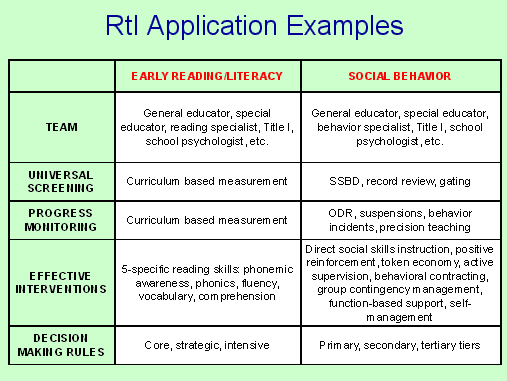 RtI Application Examples
EARLY READING/LITERACY
SOCIAL BEHAVIOR
TEAM
General educator, special
educator, reading specialist, Title I,
school psychologist, etc.
General educator, special educator,
behavior specialist, Title I, school
psychologist, etc.
UNIVERSAL
SCREENING
Curriculum based measurement
SSBD, record review, gating
PROGRESS
MONITORING
Curriculum based measurement
ODR, suspensions, behavior
incidents, precision teaching
EFFECTIVE
INTERVENTIONS
5-specific reading skills: phonemic
awareness, phonics, fluency,
vocabulary, comprehension
Direct social skills instruction, positive
reinforcement, token economy, active
supervision, behavioral contracting,
group contingency management,
function-based support, self-
management
DECISION
MAKING RULES
Core, strategic, intensive
Primary, secondary, tertiary tiers